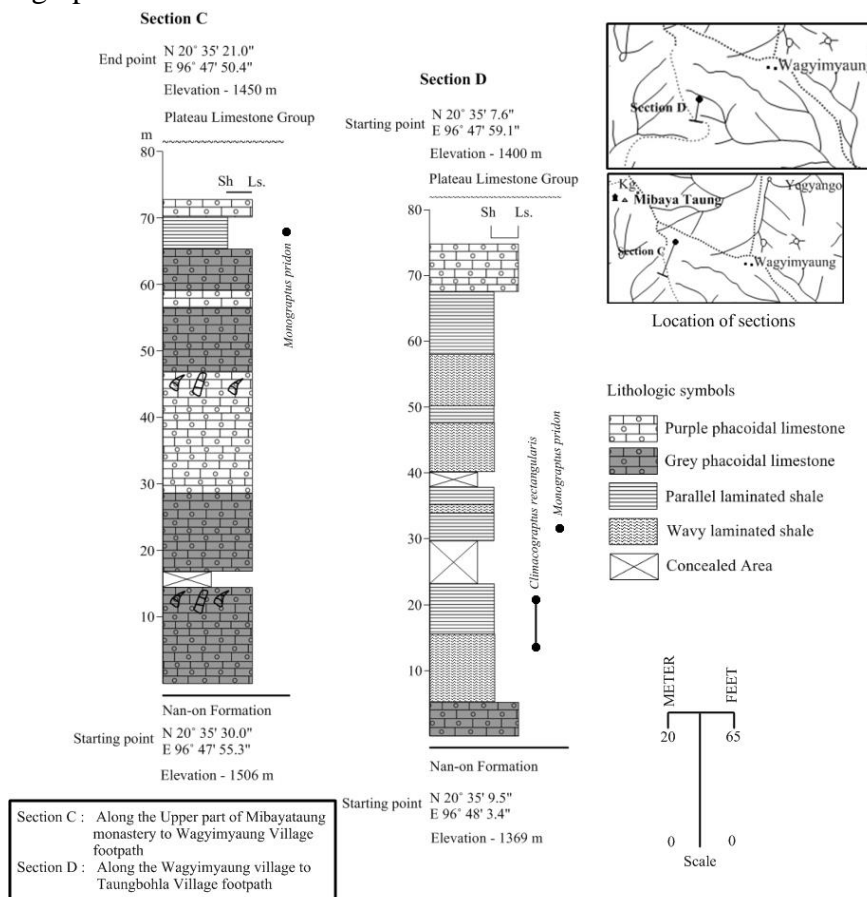 Section C
End point
N 20° 35' 21.0"
E 96° 47' 50.4"
Elevation - 1450 m
Plateau Limestone Group
m
80
70
60
50
40
30
20
10
Sh Ls.
Monograptus pridon
Nan-on Formation
Starting point
N 20° 35' 30.0"
E 96° 47' 55.3"
Elevation - 1506 m
Section D
Starting point
N 20° 35' 7.6"
E 96° 47' 59.1"
Elevation - 1400 m
Plateau Limestone Group
80
70
60
50
40
30
20
10
Sh Ls.
Climacograptus rectangularis
Monograptus pridon
Nan-on Formation
Starting point
N 20° 35' 9.5"
E 96° 48' 3.4"
Elevation - 1369 m
Wagyimyaung
Section D
Kg.
Mibaya Taung
Yegyango
Section C
Wagyimyaung
Location of sections
Lithologic symbols
Purple phacoidal limestone
Grey phacoidal limestone
Parallel laminated shale
Wavy laminated shale
Concealed Area
METER
FEET
20
65
0
0
Scale
Section C : Along the Upper part of Mibayataung
monastery to Wagyimyaung Village
footpath
Section D : Along the Wagyimyaung village to
Taungbohla Village footpath